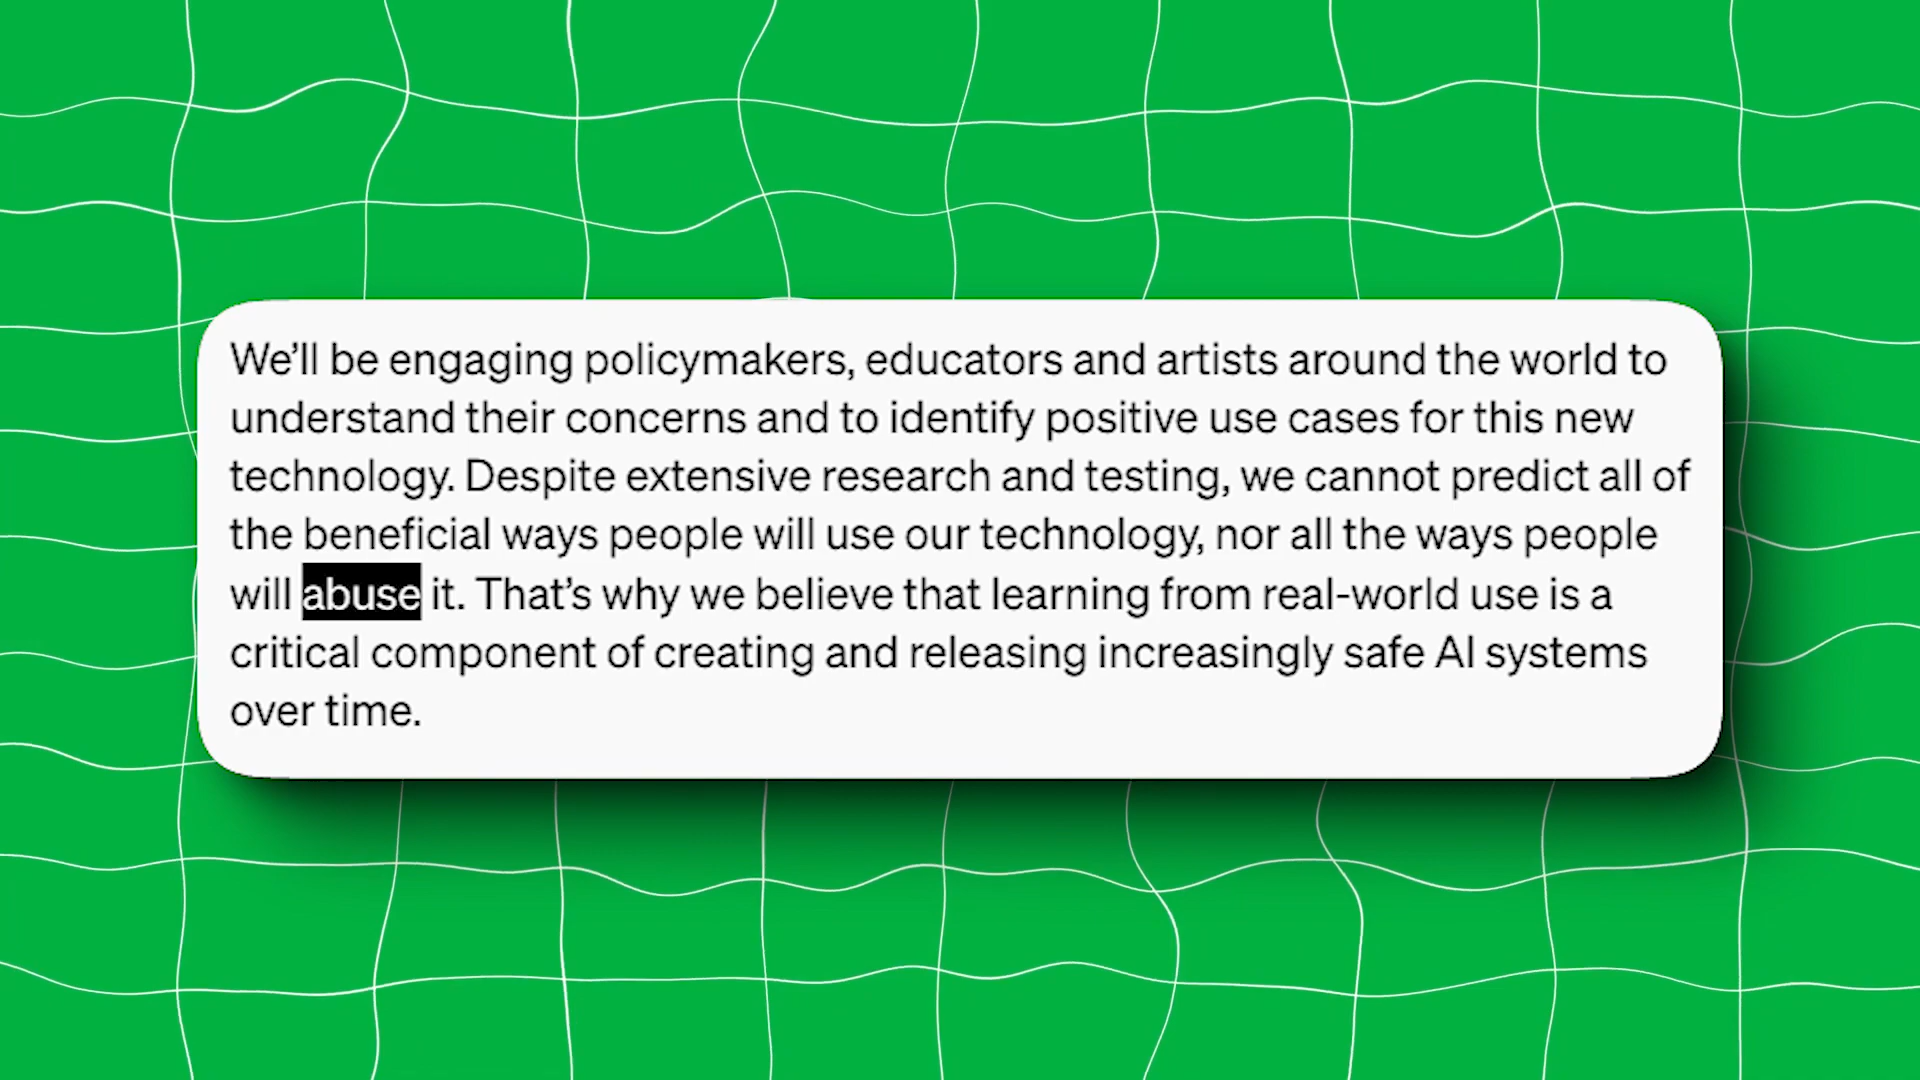 We’ll be engaging policymakers, educators and artists around the world to
understand their concerns and to identify positive use cases for this new
technology. Despite extensive research and testing, we cannot predict all of
the beneficial ways people will use our technology, nor all the ways people
will abuse it. That’s why we believe that learning from real-world use is a
critical component of creating and releasing increasingly safe AI systems
over time.